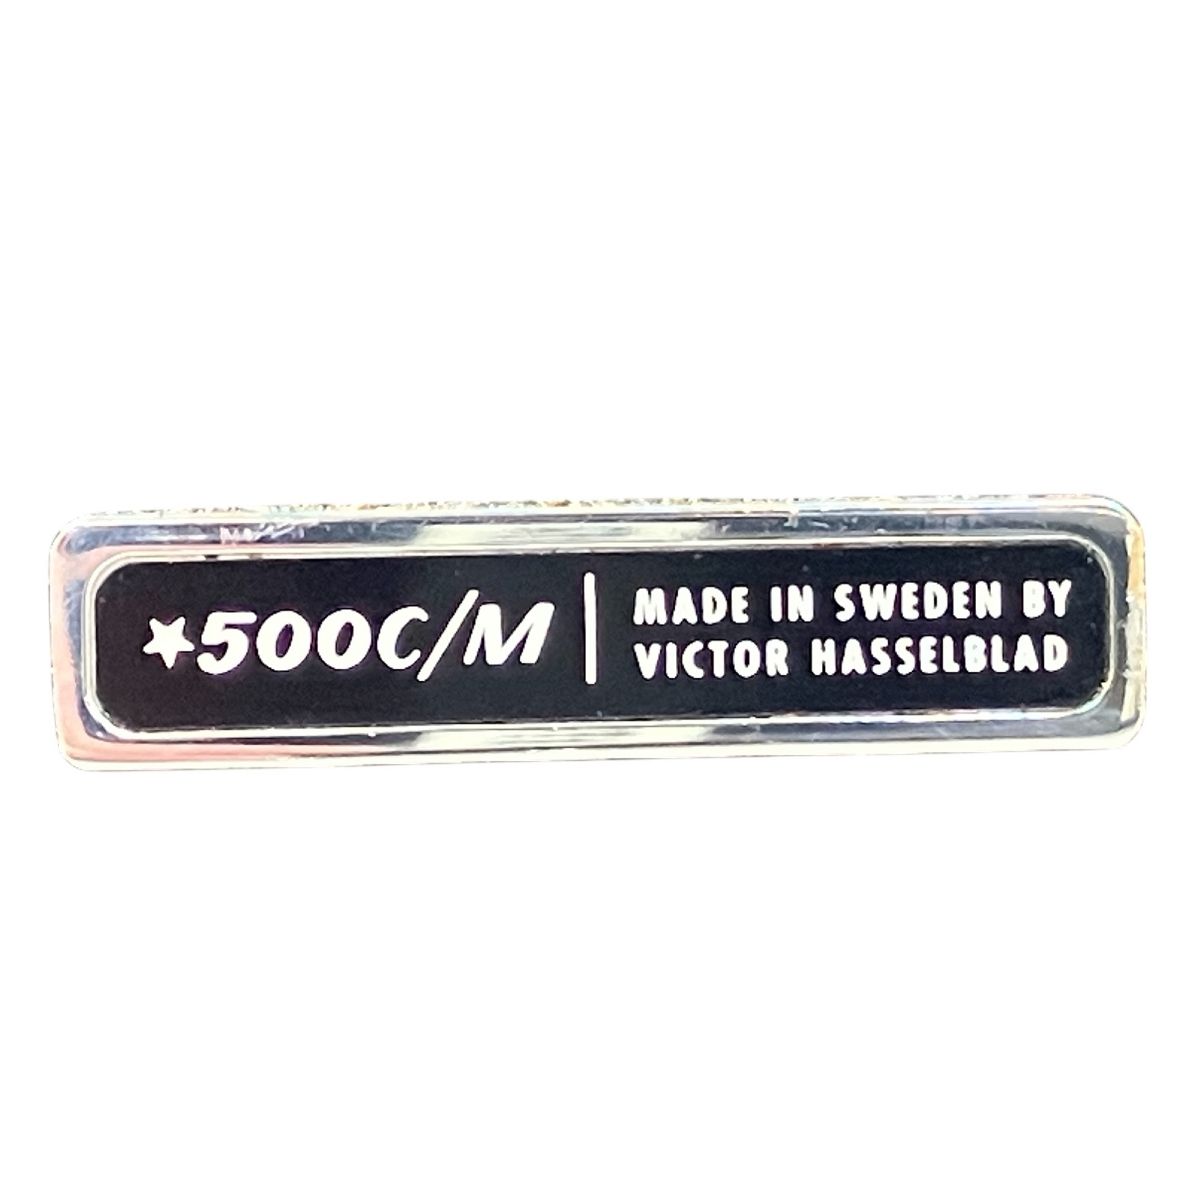 ★500C/M
MADE IN SWEDEN BY
VICTOR HASSELBLAD